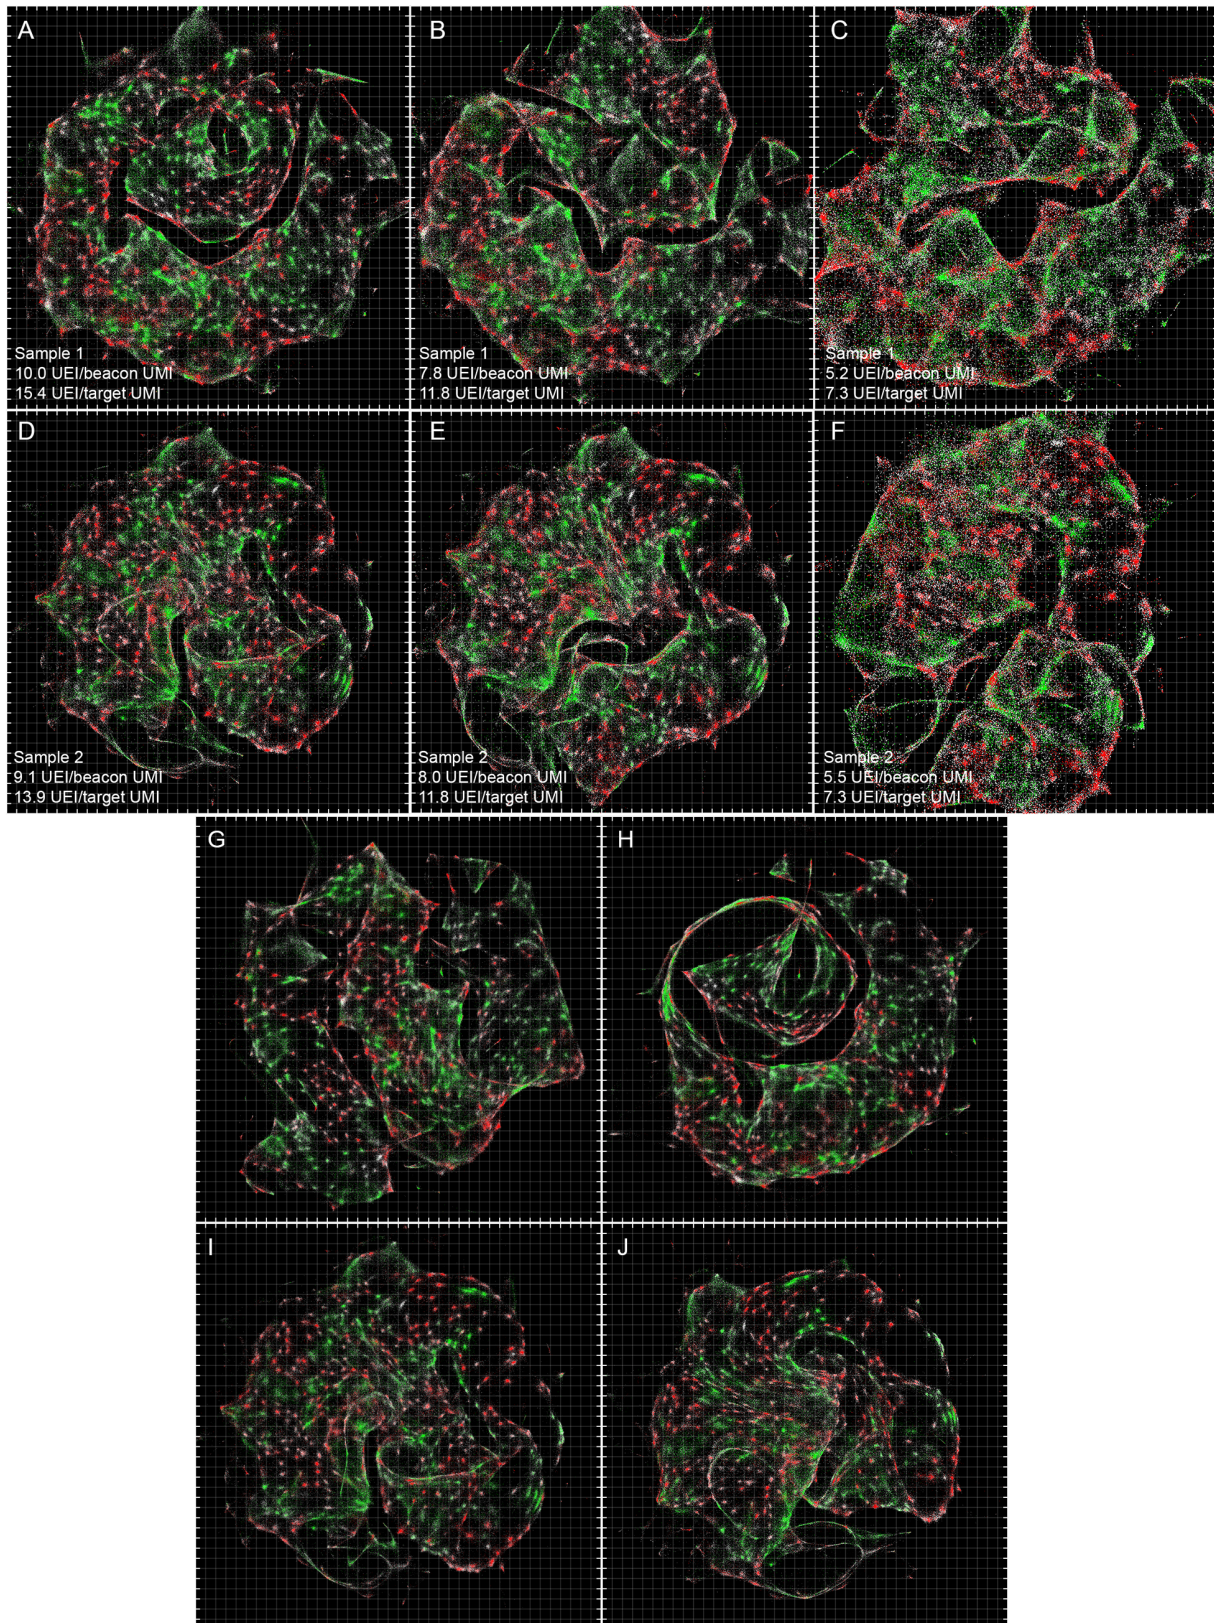 A
B
C
Sample 1
10.0 UEI/beacon UMI
15.4 UEI/target UMI
Sample 1
7.8 UEI/beacon UMI
11.8 UEI/target UMI
Sample 1
5.2 UEI/beacon UMI
7.3 UEI/target UMI
D
E
F
Sample 2
9.1 UEI/beacon UMI
13.9 UEI/target UMI
Sample 2
8.0 UEI/beacon UMI
11.8 UEI/target UMI
Sample 2
5.5 UEI/beacon UMI
7.3 UEI/target UMI
G
H
I
J